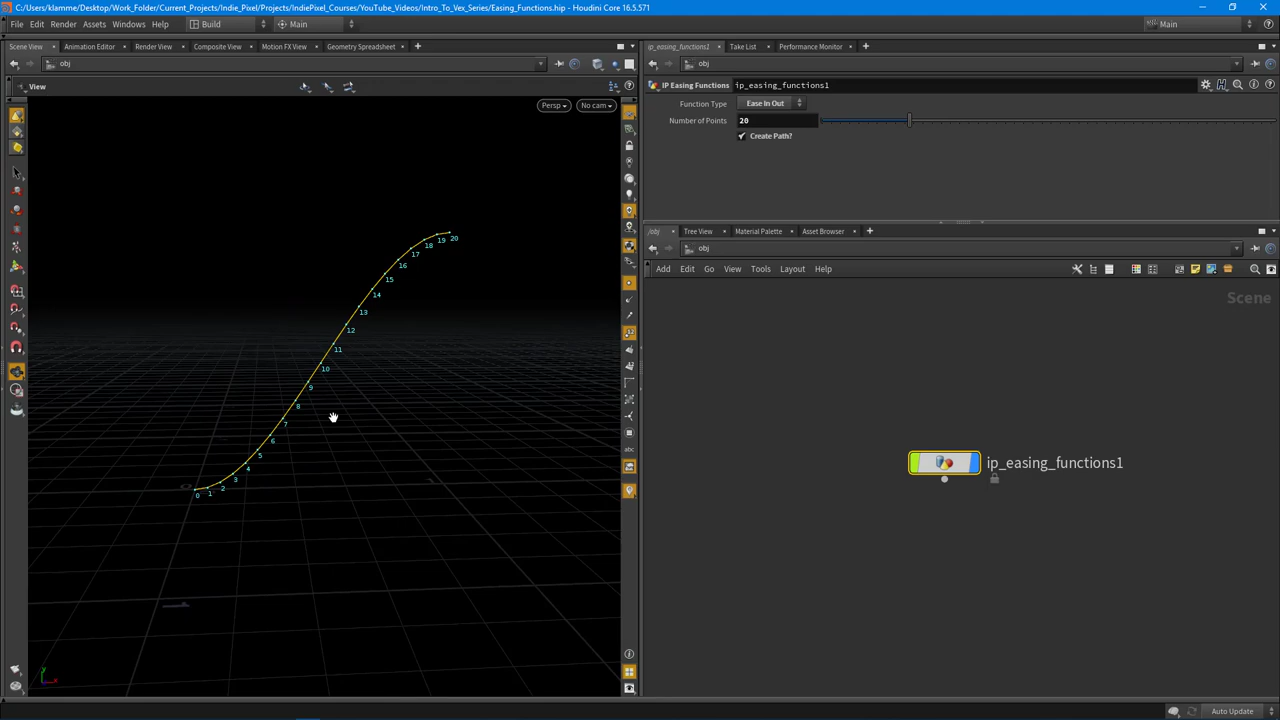 C:/Users/klamme/Desktop/Work_Folder/Current_Projects/Indie_Pixel/Projects/IndiePixel_Courses/YouTube_Videos/Intro_To_Vex_Series/Easing_Functions.hip - Houdini Core 16.5.571
File Edit Render Assets Windows Help Build Main Main
Scene View Animation Editor Render View Composite View Motion FX View Geometry Spreadsheet
ip_easing_functions1 Take List Performance Monitor
obj
obj
View
IP Easing Functions ip_easing_functions1
Persp No cam
Function Type Ease In Out
Number of Points 20
Create Path?
/obj Tree View Material Palette Asset Browser
obj
Add Edit Go View Tools Layout Help
Scene
20
19
18
17
16
15
14
13
12
11
10
9
8
7
6
5
4
3
2
1
0
abc
ip_easing_functions1
y
x
Auto Update